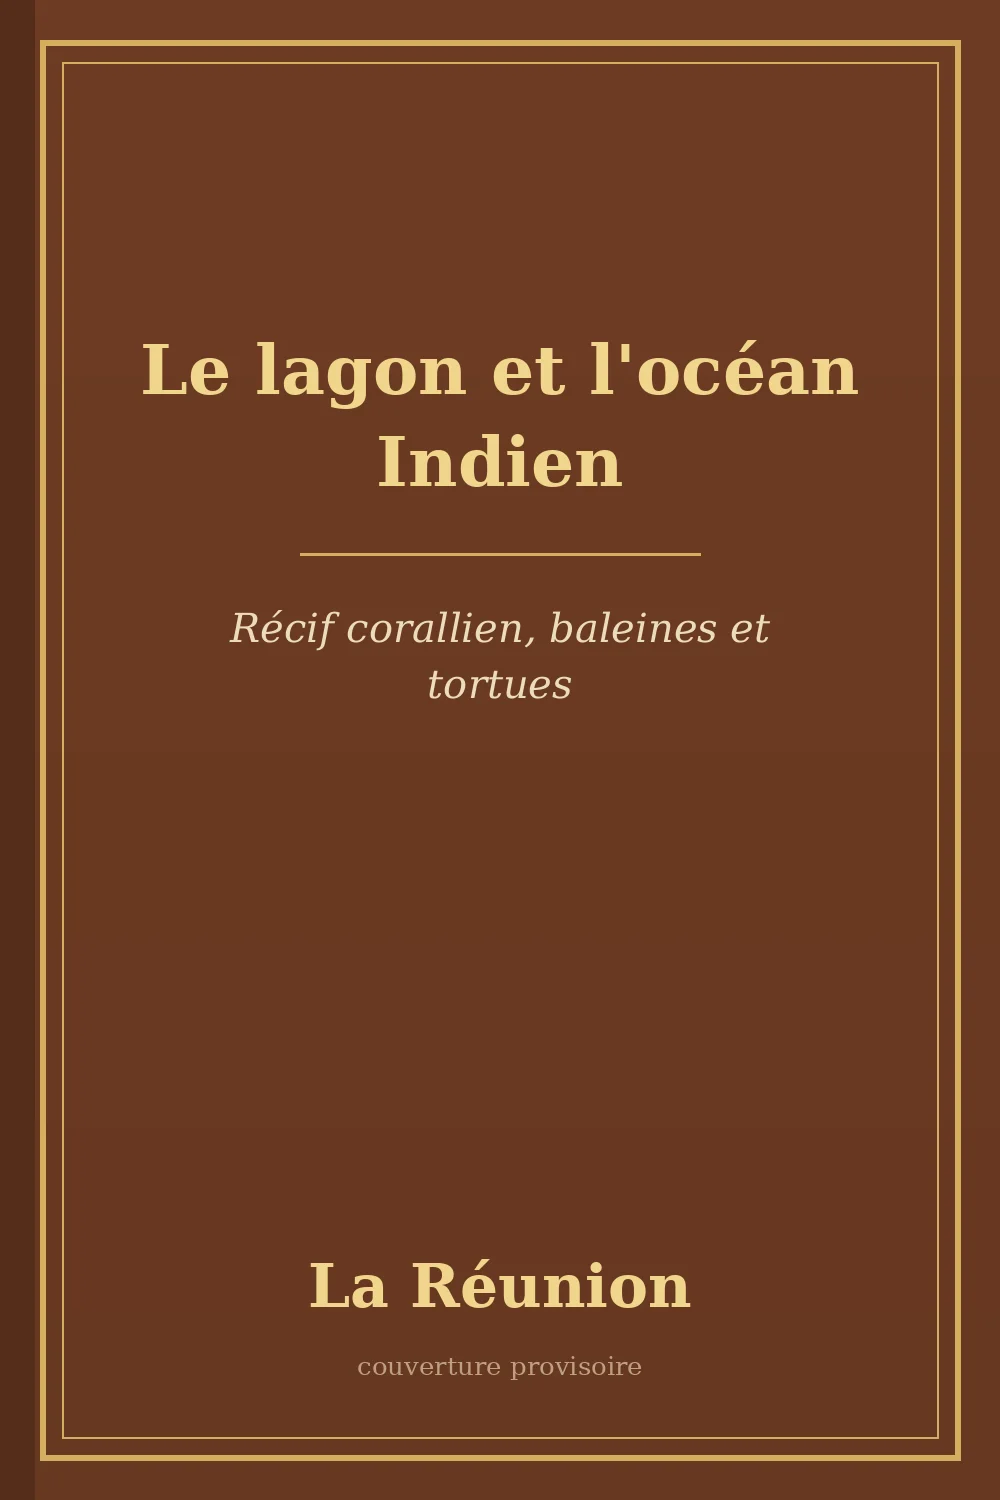 Le lagon et l'océan
Indien
Récif corallien, baleines et
tortues
La Réunion
couverture provisoire